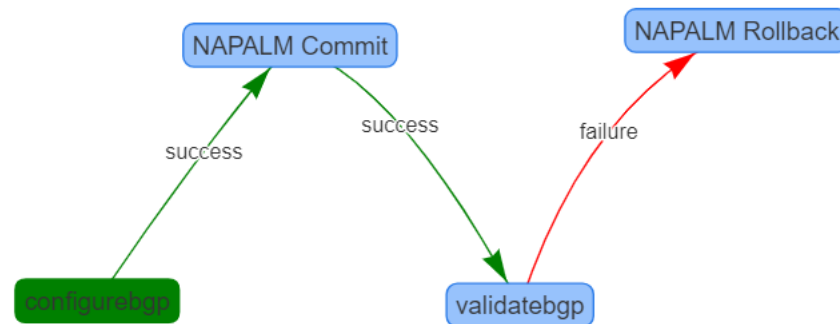 NAPALM Commit
NAPALM Rollback
success
success
failure
configurebgp
validatebgp